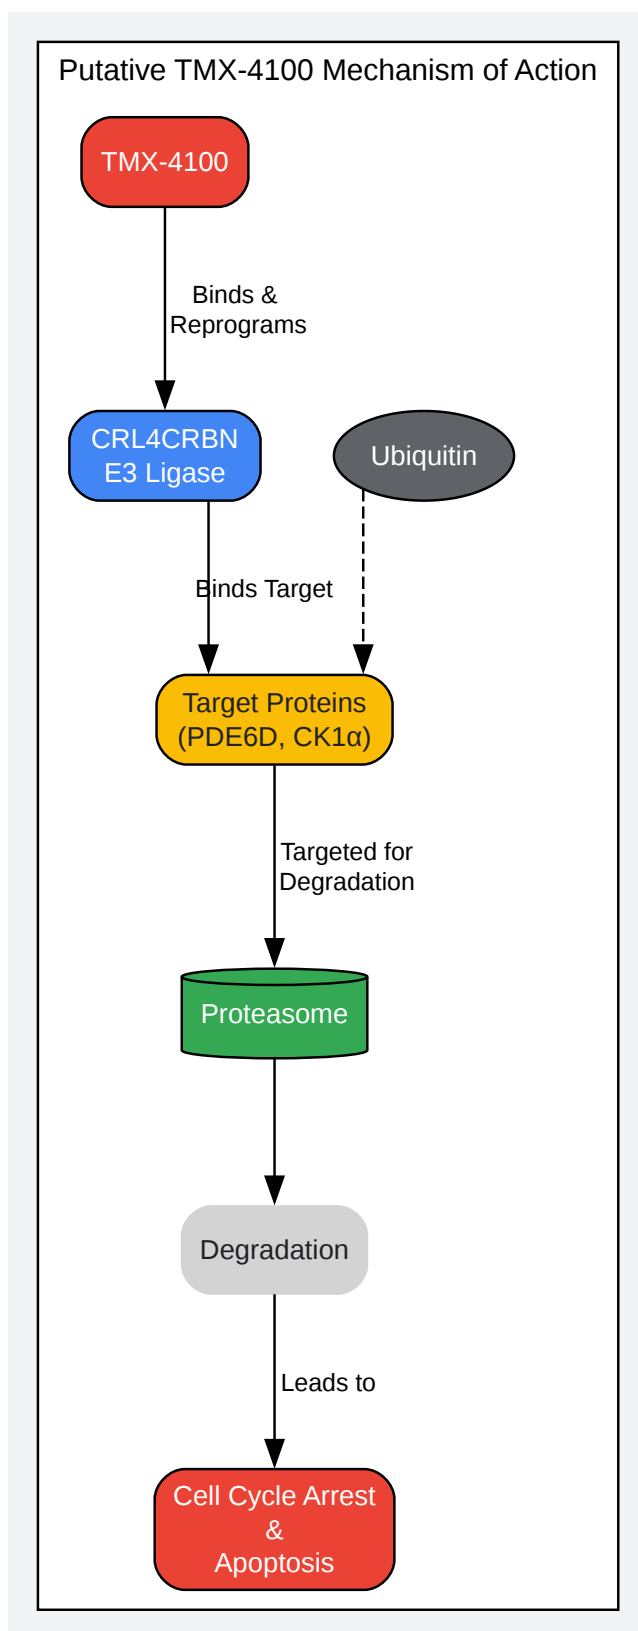 Putative TMX-4100 Mechanism of Action
TMX-4100
Binds &
Reprograms
CRL4CRBN
E3 Ligase
Ubiquitin
Binds Target
Target Proteins
(PDE6D, CK1α)
Targeted for
Degradation
Proteasome
Degradation
Leads to
Cell Cycle Arrest
&
Apoptosis